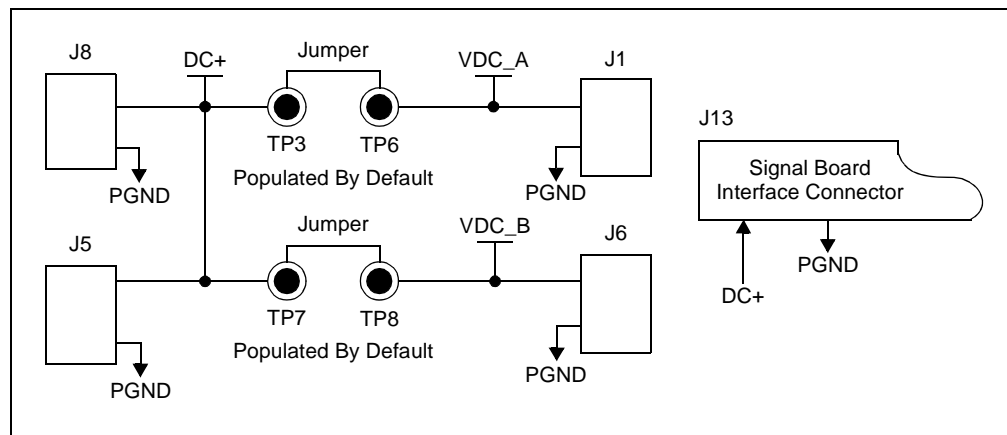 J8
DC+
Jumper
VDC_A
J1
TP3
TP6
PGND
Populated By Default
PGND
J13
Signal Board
Interface Connector
PGND
DC+
J5
Jumper
VDC_B
J6
TP7
TP8
PGND
Populated By Default
PGND